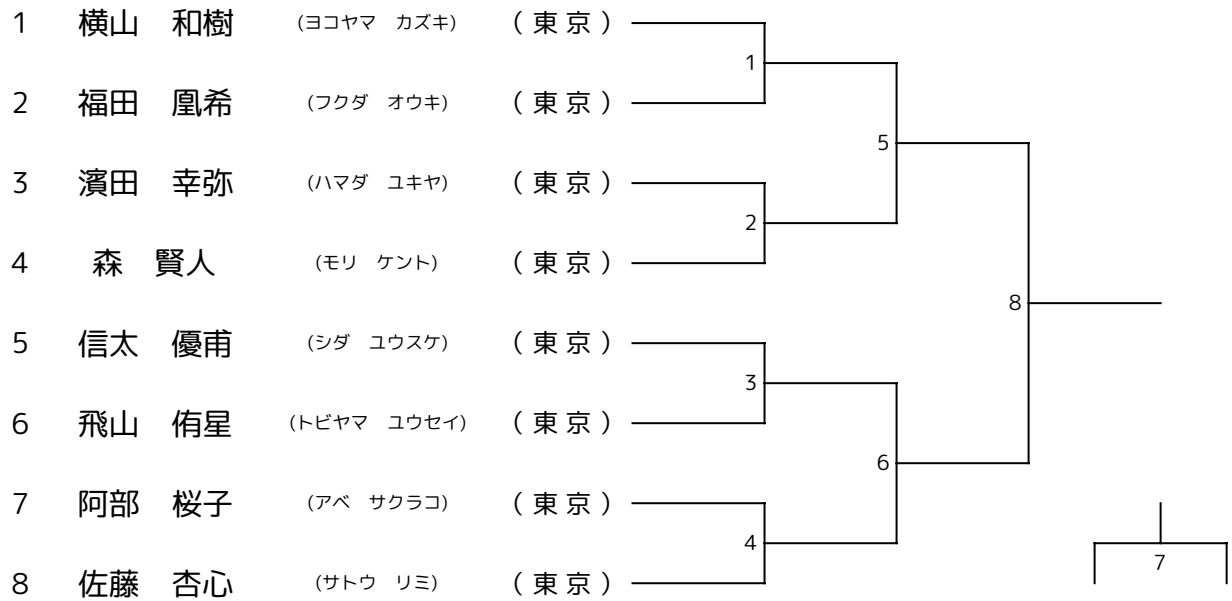 1 横山 和樹 (ヨコヤマ カズキ) ( 東 京 )
1
2 福田 凰希 (フクダ オウキ) ( 東 京 )
5
3 濱田 幸弥 (ハマダ ユキヤ) ( 東 京 )
2
4 森 賢人 (モリ ケント) ( 東 京 )
8
5 信太 優甫 (シダ ユウスケ) ( 東 京 )
3
6 飛山 侑星 (トビヤマ ユウセイ) ( 東 京 )
6
7 阿部 桜子 (アベ サクラコ) ( 東 京 )
4
7
8 佐藤 杏心 (サトウ リミ) ( 東 京 )